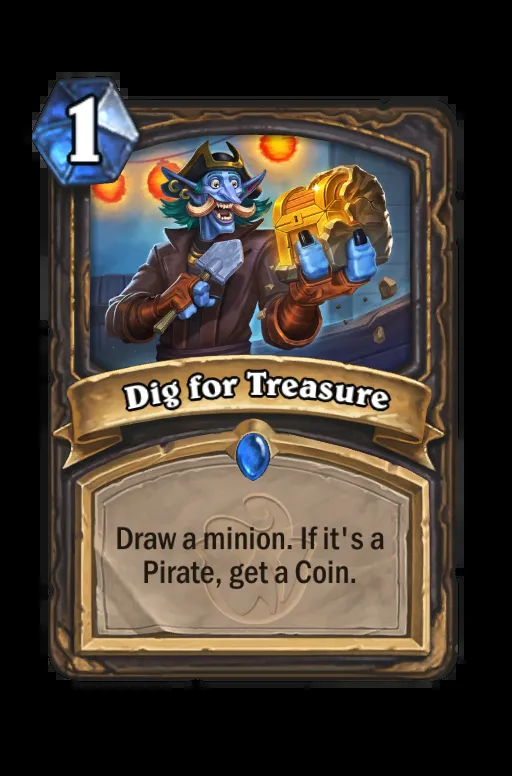 1
Dig for Treasure
Draw a minion. If it's a
Pirate, get a Coin.